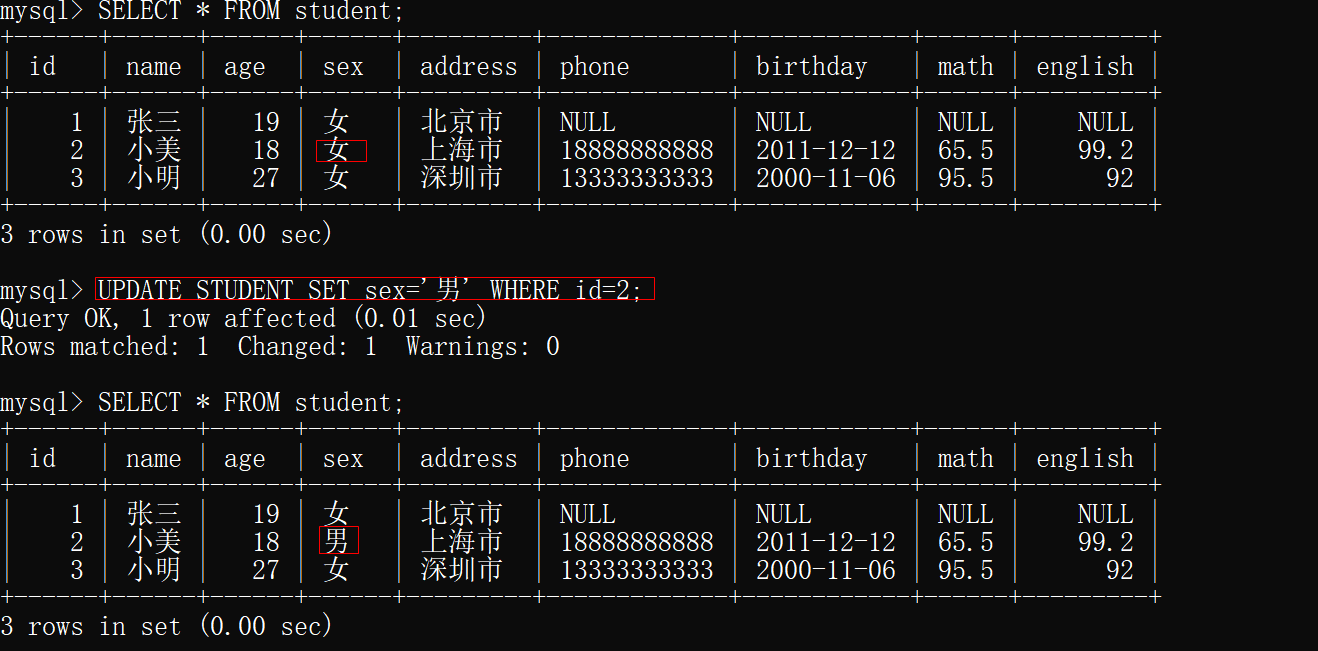 mysql> SELECT * FROM student;
+------+------+------+------+---------+-------------+------------+------+---------+
| id   | name | age  | sex  | address | phone       | birthday   | math | english |
+------+------+------+------+---------+-------------+------------+------+---------+
|    1 | 张三 |   19 | 女   | 北京市  | NULL        | NULL       | NULL |    NULL |
|    2 | 小美 |   18 | 女   | 上海市  | 18888888888 | 2011-12-12 | 65.5 |    99.2 |
|    3 | 小明 |   27 | 女   | 深圳市  | 13333333333 | 2000-11-06 | 95.5 |      92 |
+------+------+------+------+---------+-------------+------------+------+---------+
3 rows in set (0.00 sec)
mysql> UPDATE STUDENT SET sex='男' WHERE id=2;
Query OK, 1 row affected (0.01 sec)
Rows matched: 1  Changed: 1  Warnings: 0
mysql> SELECT * FROM student;
+------+------+------+------+---------+-------------+------------+------+---------+
| id   | name | age  | sex  | address | phone       | birthday   | math | english |
+------+------+------+------+---------+-------------+------------+------+---------+
|    1 | 张三 |   19 | 女   | 北京市  | NULL        | NULL       | NULL |    NULL |
|    2 | 小美 |   18 | 男   | 上海市  | 18888888888 | 2011-12-12 | 65.5 |    99.2 |
|    3 | 小明 |   27 | 女   | 深圳市  | 13333333333 | 2000-11-06 | 95.5 |      92 |
+------+------+------+------+---------+-------------+------------+------+---------+
3 rows in set (0.00 sec)